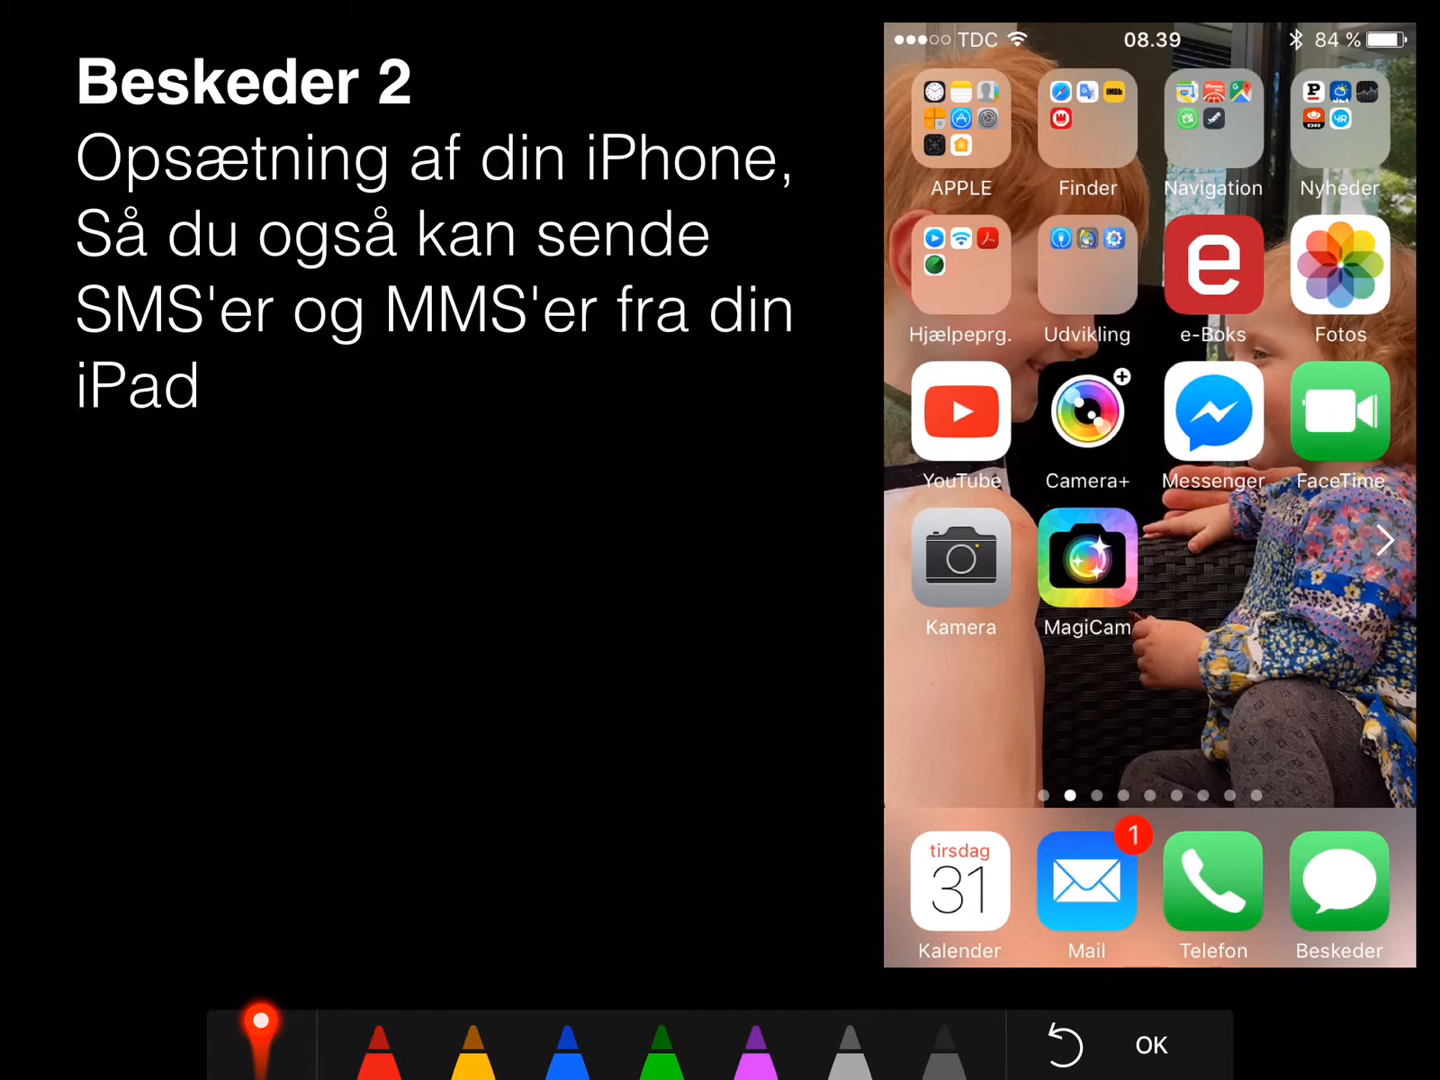 Beskeder 2
Opsætning af din iPhone,
Så du også kan sende
SMS'er og MMS'er fra din
iPad
TDC 08.39 84 %
APPLE Finder Navigation Nyheder
Hjælpeprg. Udvikling e-Boks Fotos
YouTube Camera+ Messenger FaceTime
Kamera MagiCam
tirsdag
31
1
Kalender Mail Telefon Beskeder
OK